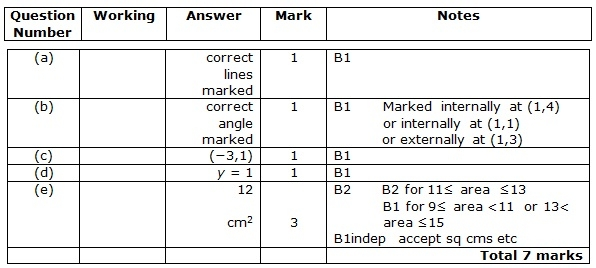 Question Number Working Answer Mark Notes
(a) correct 1 B1
lines
marked
(b) correct 1 B1 Marked internally at (1,4)
angle or internally at (1,1)
marked or externally at (1,3)
(c) (−3,1) 1 B1
(d) y = 1 1 B1
(e) 12 B2 B2 for 11≤ area ≤13
B1 for 9≤ area <11 or 13<
cm² 3 area ≤15
B1indep accept sq cms etc
Total 7 marks